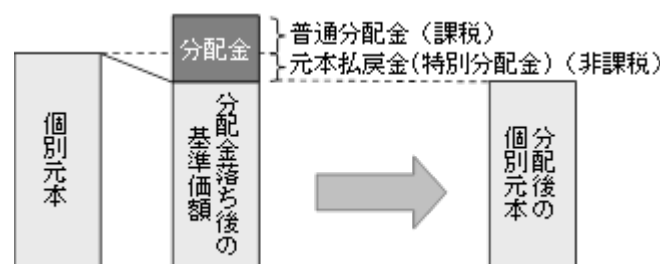 分配金
普通分配金（課税）
元本払戻金(特別分配金)（非課税）
個別元本
分配金落ち後の
基準価額
分配後の
個別元本